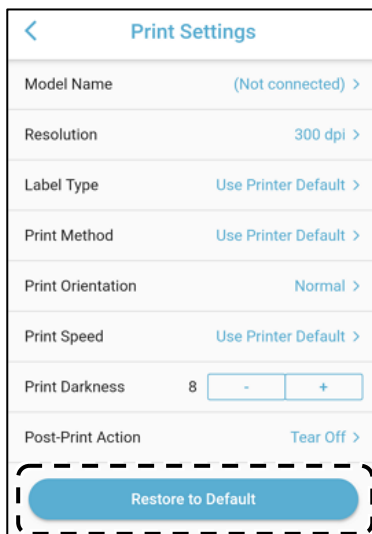 Print Settings
Model Name (Not connected) >
Resolution 300 dpi >
Label Type Use Printer Default >
Print Method Use Printer Default >
Print Orientation Normal >
Print Speed Use Printer Default >
Print Darkness 8 - +
Post-Print Action Tear Off >
Restore to Default